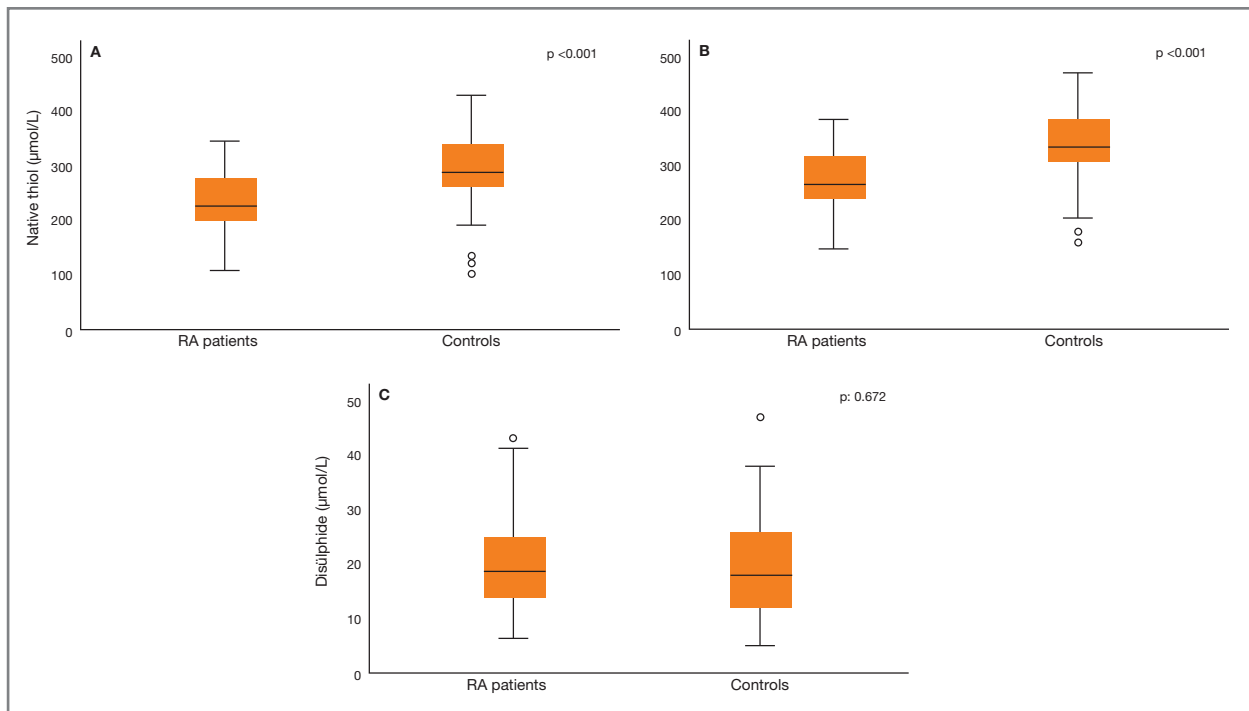 A
p <0.001
500
400
300
200
100
0
Native thiol (µmol/L)
RA patients
Controls
B
p <0.001
500
400
300
200
100
0
RA patients
Controls
C
p: 0.672
50
40
30
20
10
0
Disülphide (µmol/L)
RA patients
Controls